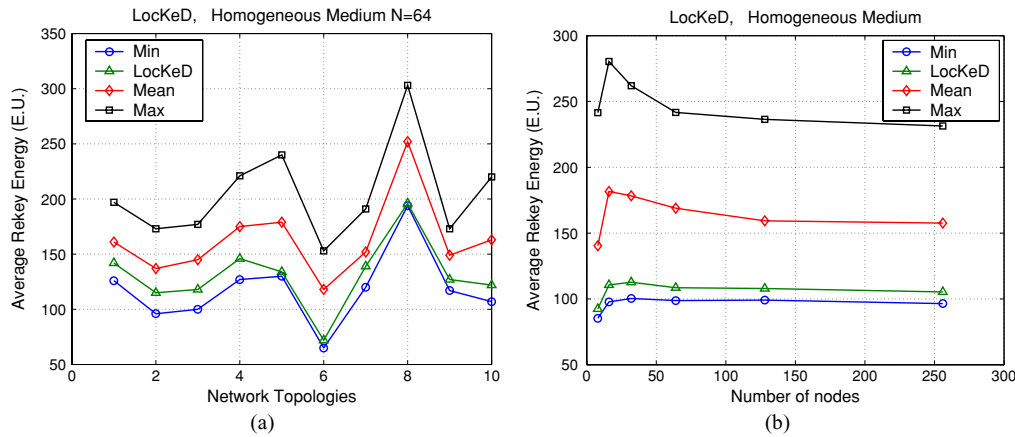 LocKeD, Homogeneous Medium N=64
350
300
250
200
150
100
50
0
2
4
6
8
10
Average Rekey Energy (E.U.)
Network Topologies
Min
LocKeD
Mean
Max
(a)
LocKeD, Homogeneous Medium
300
250
200
150
100
50
0
50
100
150
200
250
300
Average Rekey Energy (E.U.)
Number of nodes
Min
LocKeD
Mean
Max
(b)